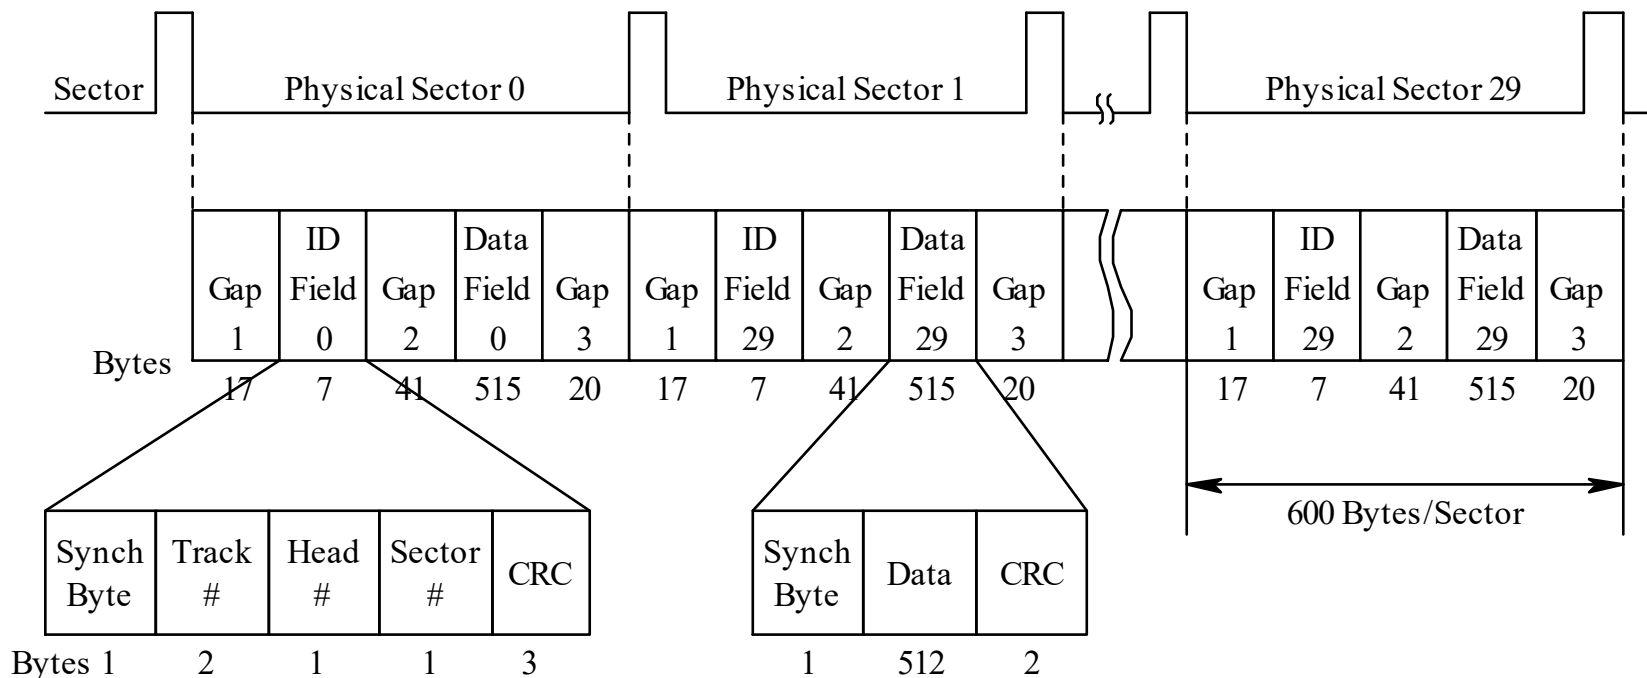 Sector Physical Sector 0 Physical Sector 1 Physical Sector 29
ID Data ID Data ID Data
Gap Field Gap Field Gap Gap Field Gap Field Gap Gap Field Gap Field Gap
1 0 2 0 3 1 29 2 29 3 1 29 2 29 3
Bytes
17 7 41 515 20 17 7 41 515 20 17 7 41 515 20
600 Bytes/Sector
Synch Track Head Sector CRC Synch Data CRC
Byte # # # Byte
Bytes 1 2 1 1 3 1 512 2